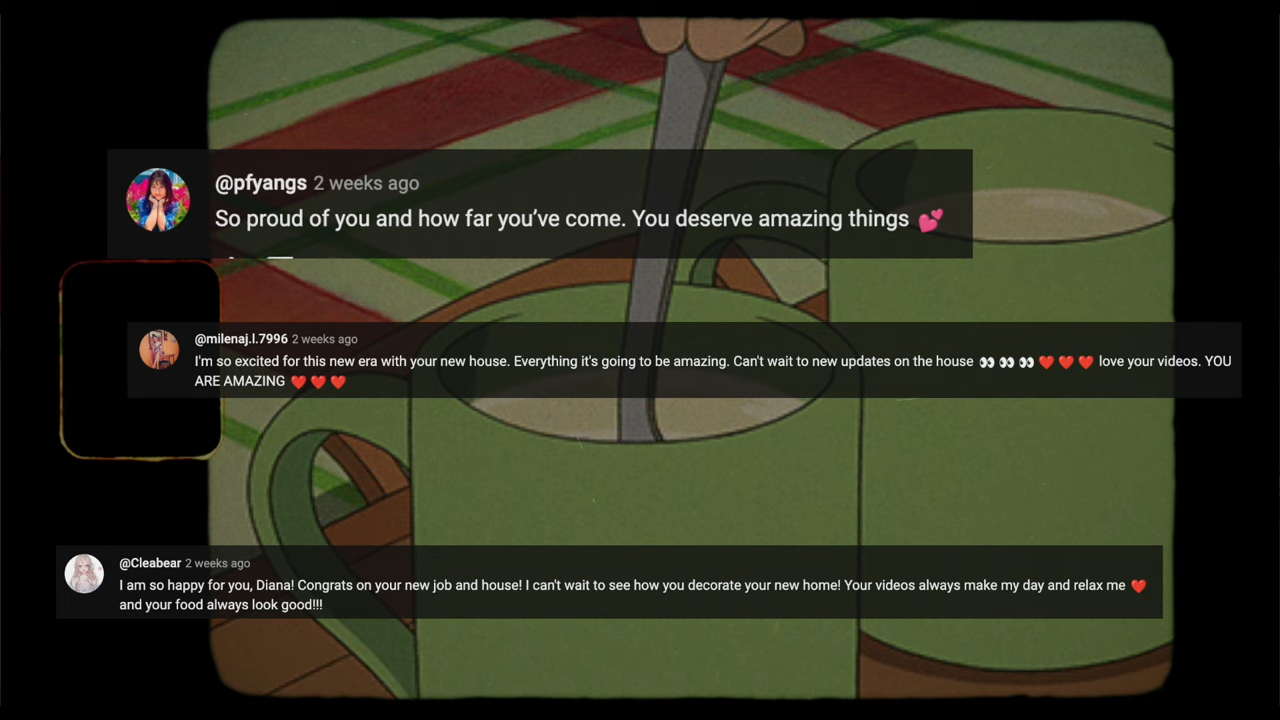 @pfyangs 2 weeks ago
So proud of you and how far you’ve come. You deserve amazing things 💕
@milenaj.l.7996 2 weeks ago
I'm so excited for this new era with your new house. Everything it's going to be amazing. Can't wait to new updates on the house 👀 👀 👀 ❤️ ❤️ ❤️ love your videos. YOU
ARE AMAZING ❤️ ❤️ ❤️
@Cleabear 2 weeks ago
I am so happy for you, Diana! Congrats on your new job and house! I can't wait to see how you decorate your new home! Your videos always make my day and relax me ❤️
and your food always look good!!!